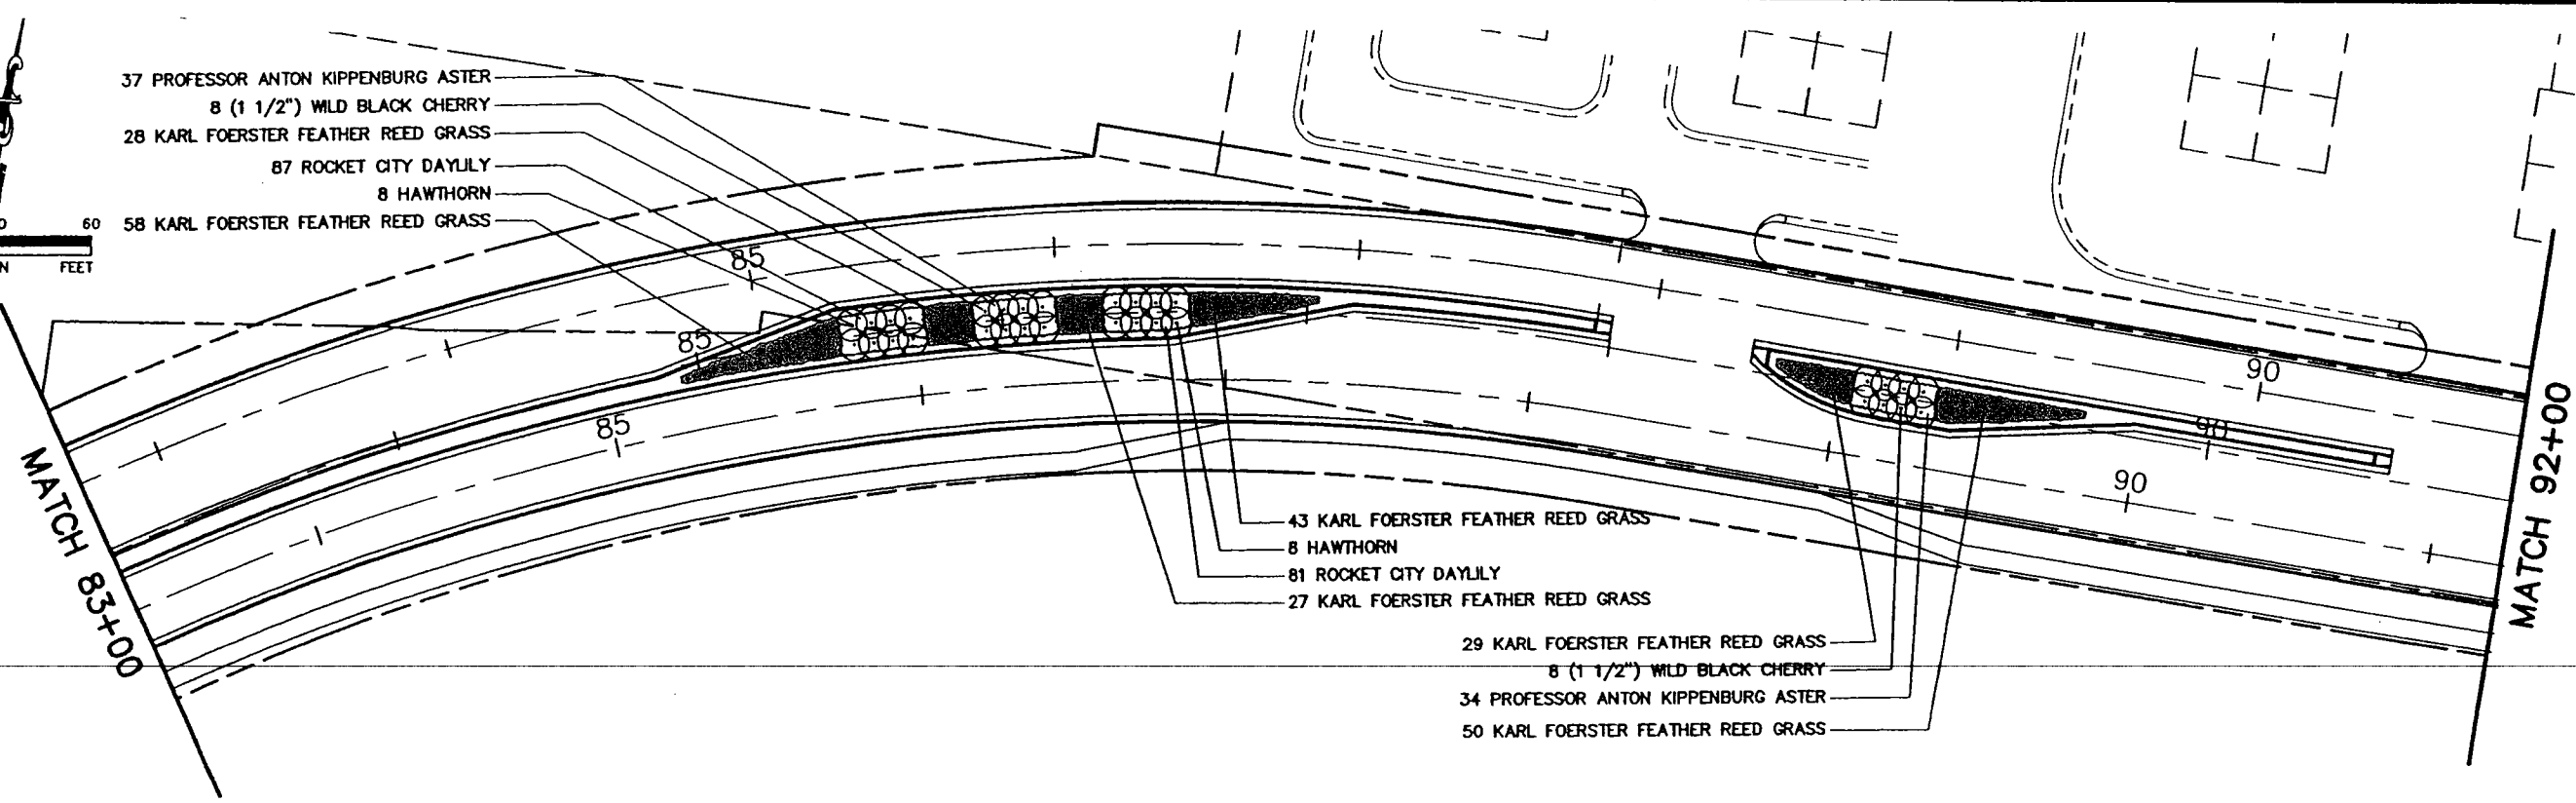 37 PROFESSOR ANTON KIPPENBURG ASTER
8 (1 1/2") WILD BLACK CHERRY
28 KARL FOERSTER FEATHER REED GRASS
87 ROCKET CITY DAYLILY
8 HAWTHORN
58 KARL FOERSTER FEATHER REED GRASS
60
FEET
85
85
85
90
90
90
MATCH 83+00
MATCH 92+00
43 KARL FOERSTER FEATHER REED GRASS
8 HAWTHORN
81 ROCKET CITY DAYLILY
27 KARL FOERSTER FEATHER REED GRASS
29 KARL FOERSTER FEATHER REED GRASS
8 (1 1/2") WILD BLACK CHERRY
34 PROFESSOR ANTON KIPPENBURG ASTER
50 KARL FOERSTER FEATHER REED GRASS